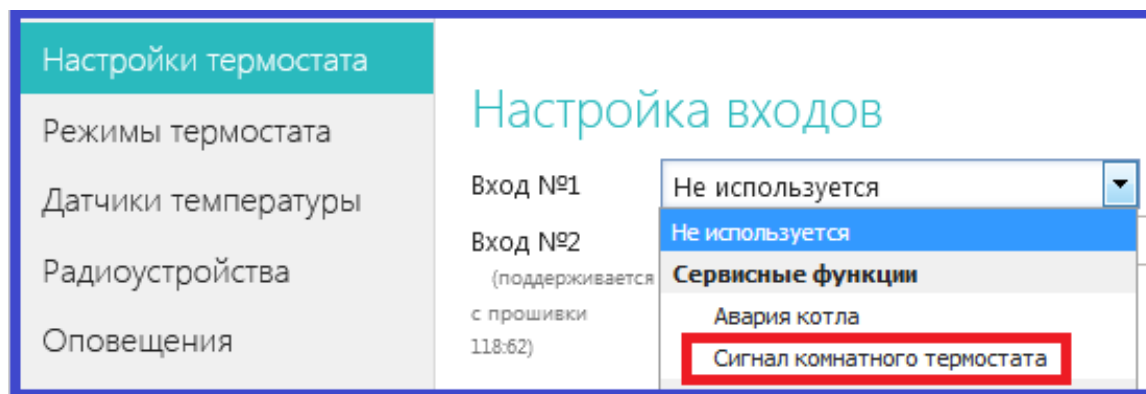 Настройки термостата
Режимы термостата
Датчики температуры
Радиоустройства
Оповещения
Настройка входов
Вход №1
Не используется
Не используется
Вход №2
(поддерживается
с прошивки
118:62)
Сервисные функции
Авария котла
Сигнал комнатного термостата